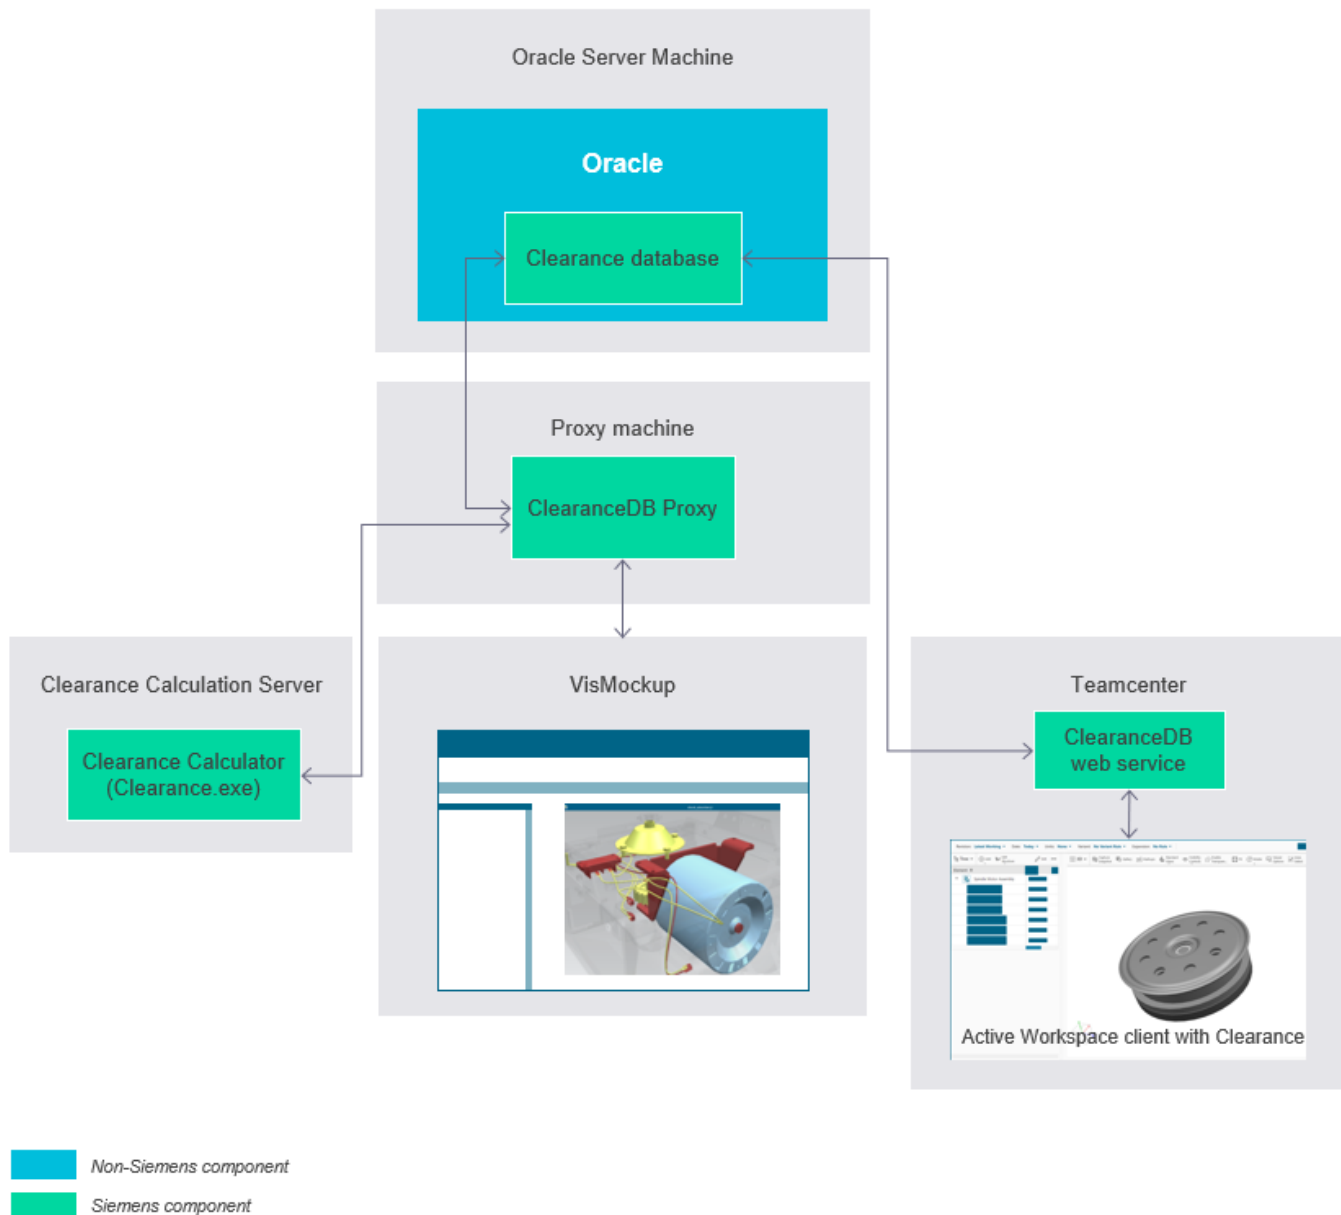 Oracle Server Machine
Oracle
Clearance database
Proxy machine
ClearanceDB Proxy
Clearance Calculation Server
Clearance Calculator
(Clearance.exe)
VisMockup
Teamcenter
ClearanceDB
web service
Active Workspace client with Clearance
Non-Siemens component
Siemens component